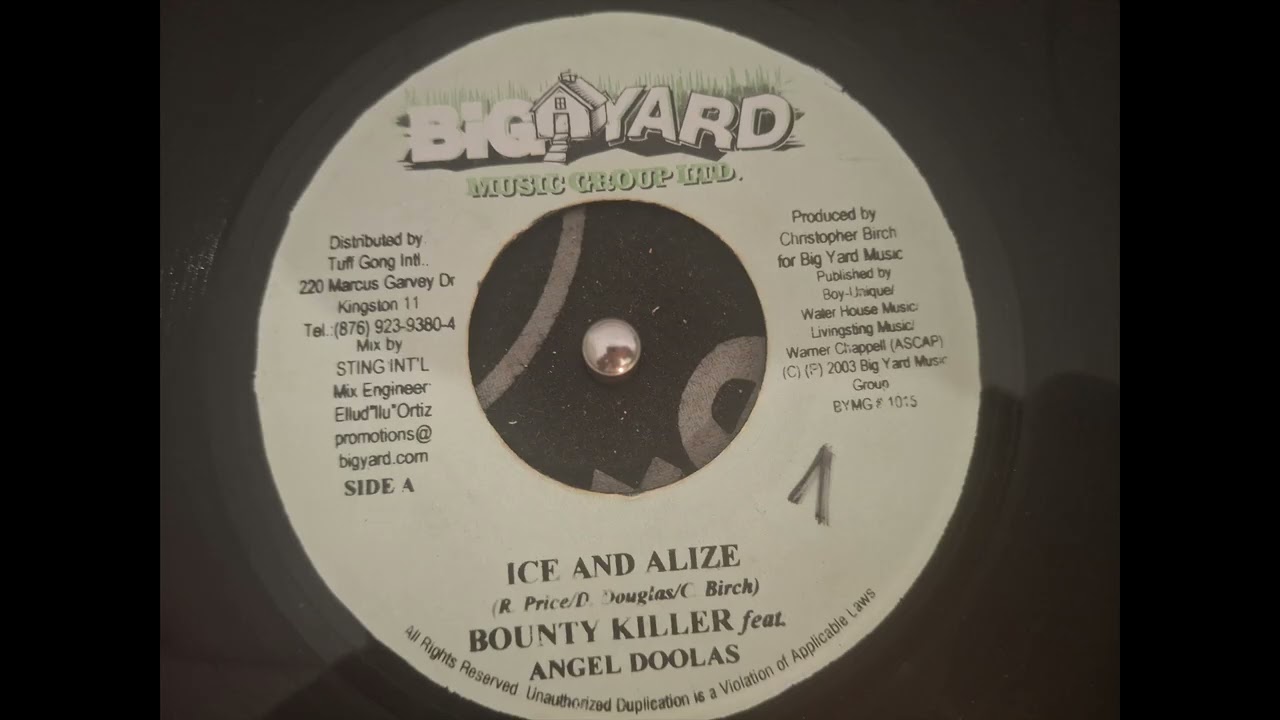 BiG YARD
MUSIC GROUP LTD.
Distributed by
Tuff Gong Intl..
220 Marcus Garvey Dr
Kingston 11
Tel.:(876) 923-9380-4
Mix by
STING INT'L
Mix Engineer
Ellud"Ilu"Ortiz
promotions@
bigyard.com
SIDE A
Produced by
Christopher Birch
for Big Yard Music
Published by
Boy-Unique/
Water House Music/
Livingsting Music/
Warner Chappell (ASCAP)
(C) (P) 2003 Big Yard Music
Group
BYMG #
1
ICE AND ALIZE
(R. Price/D. Douglas/C. Birch)
BOUNTY KILLER feat.
ANGEL DOOLAS
All Rights Reserved Unauthorized Duplication is a Violation of Applicable Laws